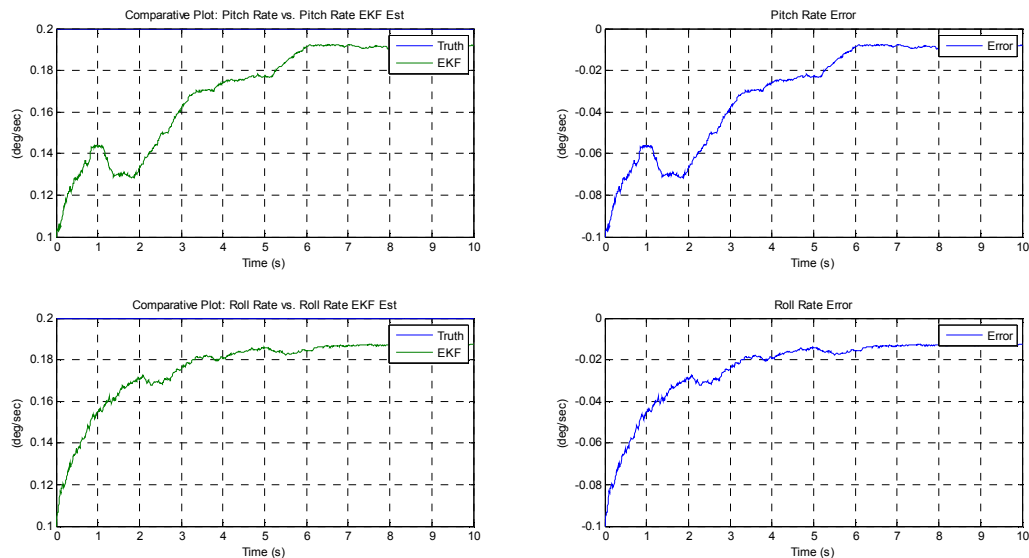 Comparative Plot: Pitch Rate vs. Pitch Rate EKF Est
(deg/sec)
0.2
0.18
0.16
0.14
0.12
0.1
Truth
EKF
0 1 2 3 4 5 6 7 8 9 10
Time (s)
Pitch Rate Error
(deg/sec)
0
-0.02
-0.04
-0.06
-0.08
-0.1
Error
0 1 2 3 4 5 6 7 8 9 10
Time (s)
Comparative Plot: Roll Rate vs. Roll Rate EKF Est
(deg/sec)
0.2
0.18
0.16
0.14
0.12
0.1
Truth
EKF
0 1 2 3 4 5 6 7 8 9 10
Time (s)
Roll Rate Error
(deg/sec)
0
-0.02
-0.04
-0.06
-0.08
-0.1
Error
0 1 2 3 4 5 6 7 8 9 10
Time (s)